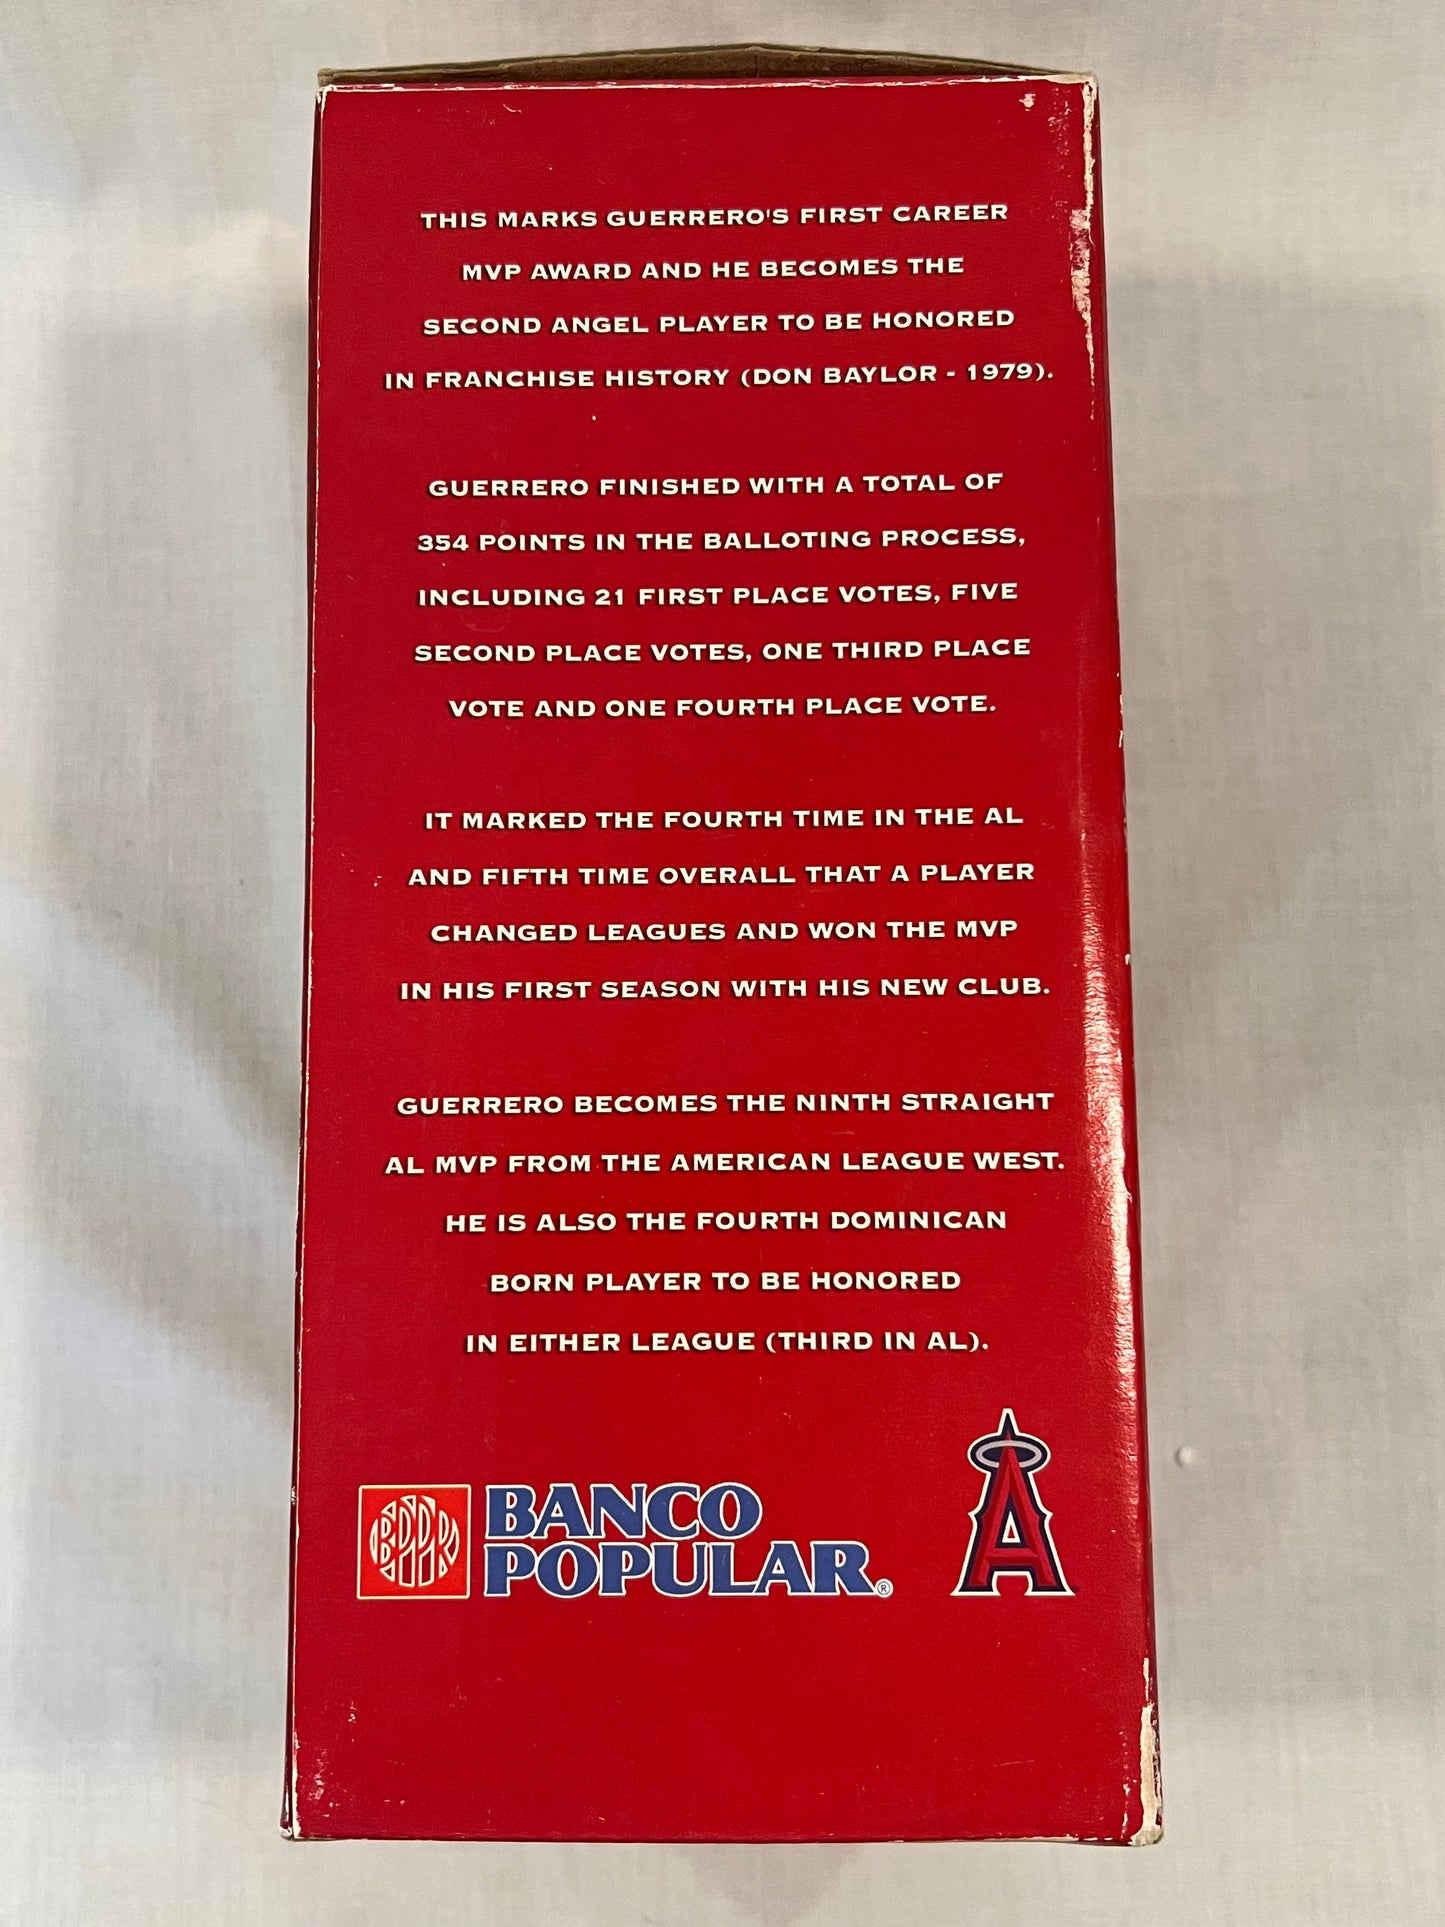 THIS MARKS GUERRERO'S FIRST CAREER
MVP AWARD AND HE BECOMES THE
SECOND ANGEL PLAYER TO BE HONORED
IN FRANCHISE HISTORY (DON BAYLOR - 1979).
GUERRERO FINISHED WITH A TOTAL OF
354 POINTS IN THE BALLOTING PROCESS,
INCLUDING 21 FIRST PLACE VOTES, FIVE
SECOND PLACE VOTES, ONE THIRD PLACE
VOTE AND ONE FOURTH PLACE VOTE.
IT MARKED THE FOURTH TIME IN THE AL
AND FIFTH TIME OVERALL THAT A PLAYER
CHANGED LEAGUES AND WON THE MVP
IN HIS FIRST SEASON WITH HIS NEW CLUB.
GUERRERO BECOMES THE NINTH STRAIGHT
AL MVP FROM THE AMERICAN LEAGUE WEST.
HE IS ALSO THE FOURTH DOMINICAN
BORN PLAYER TO BE HONORED
IN EITHER LEAGUE (THIRD IN AL).
BPPR
BANCO
POPULAR®
A